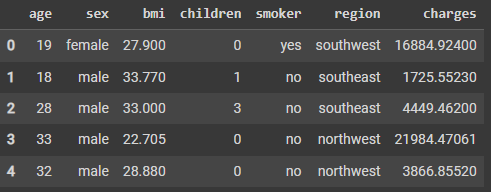 age sex bmi children smoker region charges
0 19 female 27.900 0 yes southwest 16884.92400
1 18 male 33.770 1 no southeast 1725.55230
2 28 male 33.000 3 no southeast 4449.46200
3 33 male 22.705 0 no northwest 21984.47061
4 32 male 28.880 0 no northwest 3866.85520